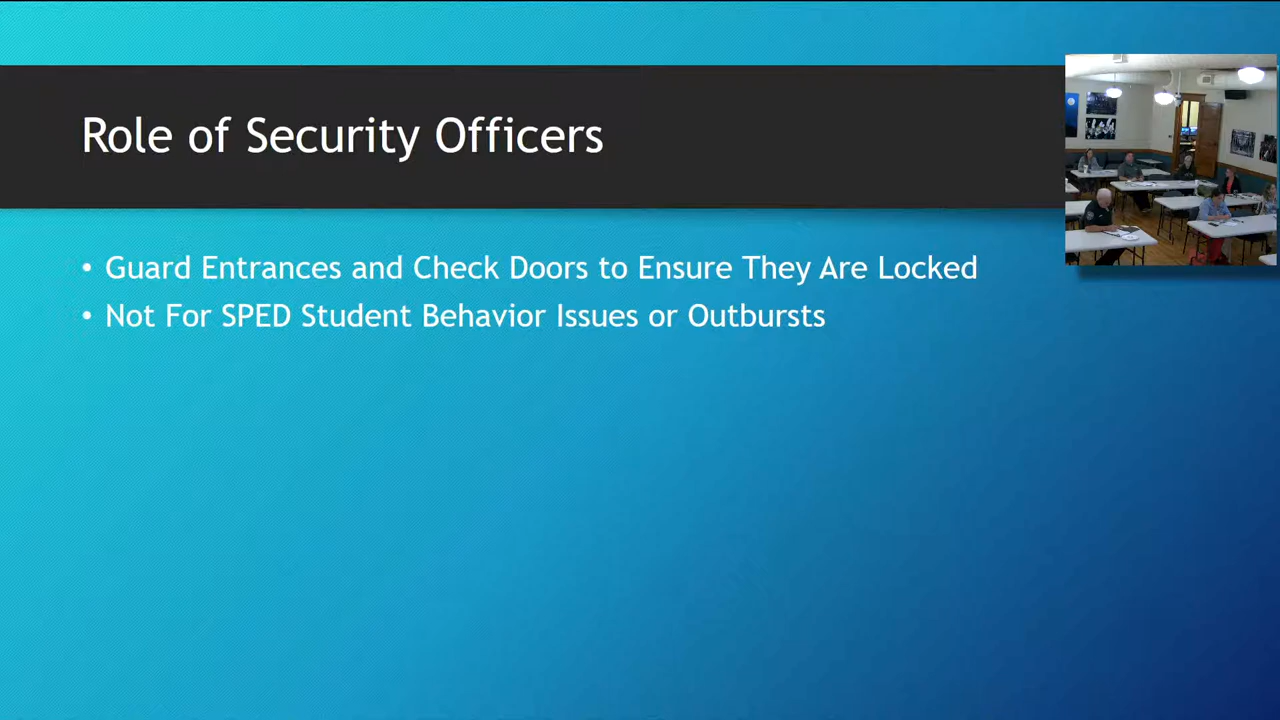 Role of Security Officers
• Guard Entrances and Check Doors to Ensure They Are Locked
• Not For SPED Student Behavior Issues or Outbursts